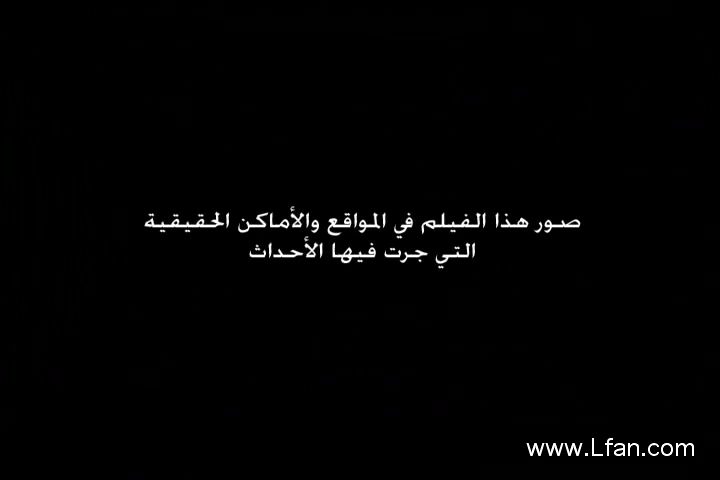 صور هذا الفيلم في المواقع والأماكن الحقيقية
التي جرت فيها الأحداث
www.Lfan.com